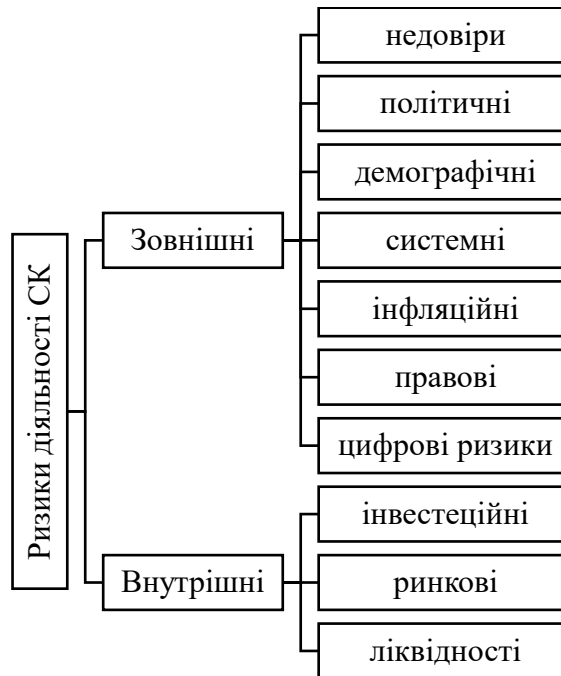 Ризики діяльності СК
Зовнішні
недовіри
політичні
демографічні
системні
інфляційні
правові
цифрові ризики
Внутрішні
інвестеційні
ринкові
ліквідності